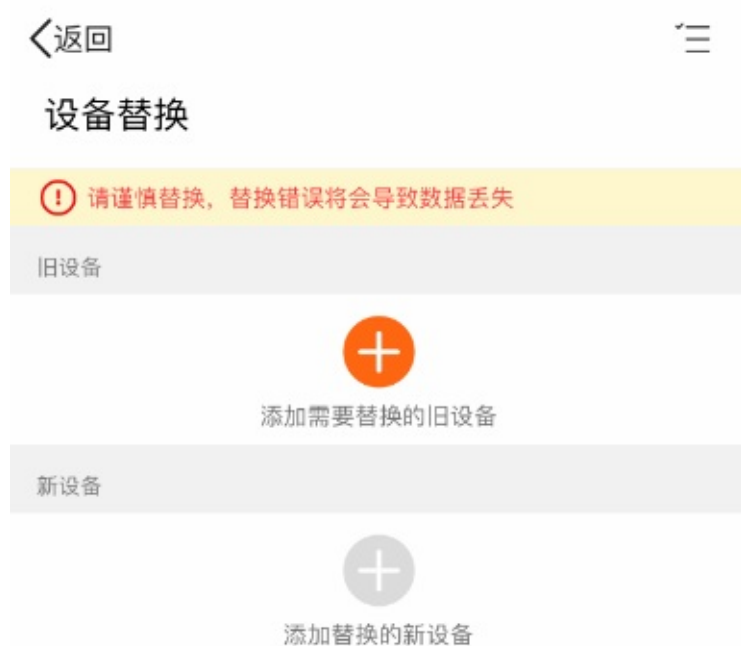 返回
设备替换
请谨慎替换，替换错误将会导致数据丢失
旧设备
添加需要替换的旧设备
新设备
添加替换的新设备